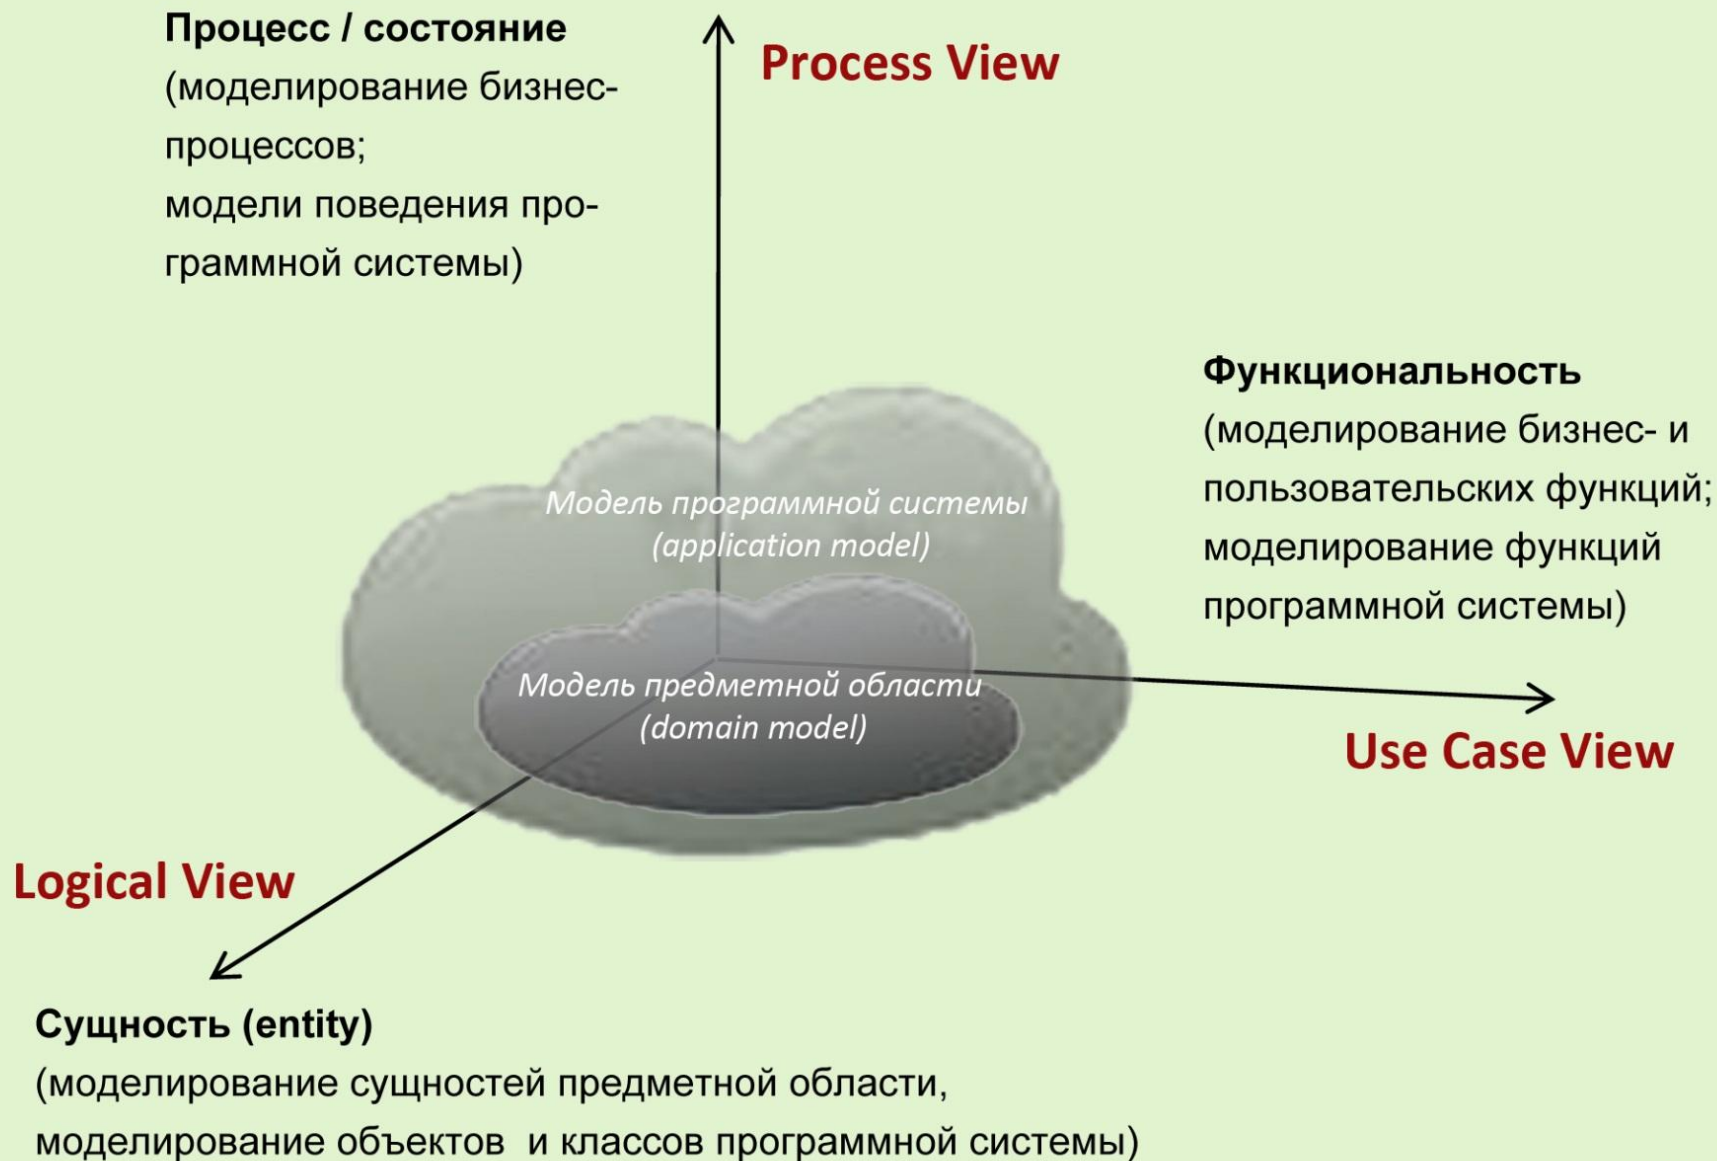 Процесс / состояние
(моделирование бизнес-
процессов;
модели поведения про-
граммной системы)
Process View
Функциональность
(моделирование бизнес- и
пользовательских функций;
моделирование функций
программной системы)
Модель программной системы
(application model)
Модель предметной области
(domain model)
Use Case View
Logical View
Сущность (entity)
(моделирование сущностей предметной области,
моделирование объектов  и классов программной системы)